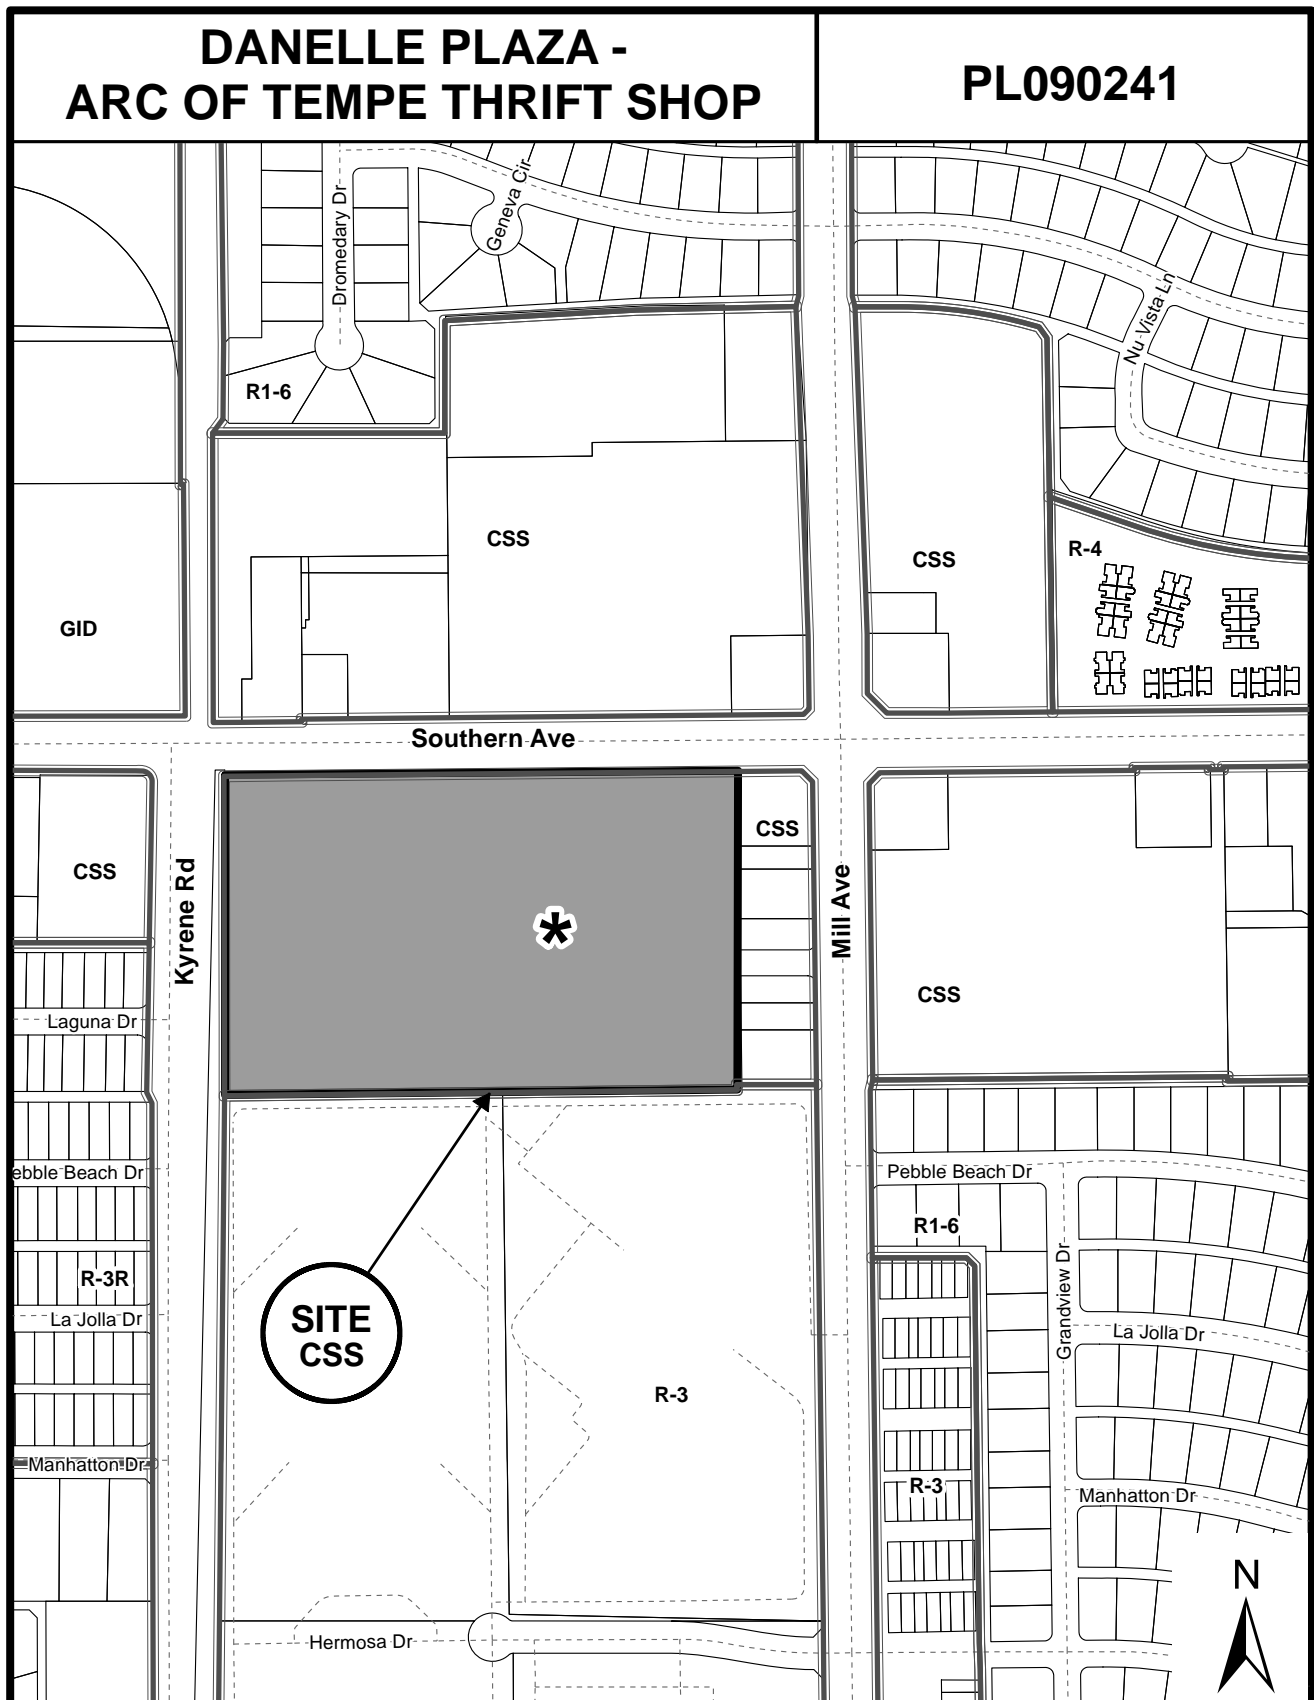 DANELLE PLAZA -
ARC OF TEMPE THRIFT SHOP
PL090241
Dromedary Dr
Geneva Cir
Nu Vista Ln
R1-6
CSS
CSS
R-4
GID
Southern Ave
CSS
CSS
Kyrene Rd
*
Mill Ave
CSS
Laguna Dr
ebble Beach Dr
Pebble Beach Dr
R1-6
R-3R
Grandview Dr
La Jolla Dr
La Jolla Dr
SITE
CSS
R-3
Manhatton Dr
R-3
Manhatton Dr
N
Hermosa Dr